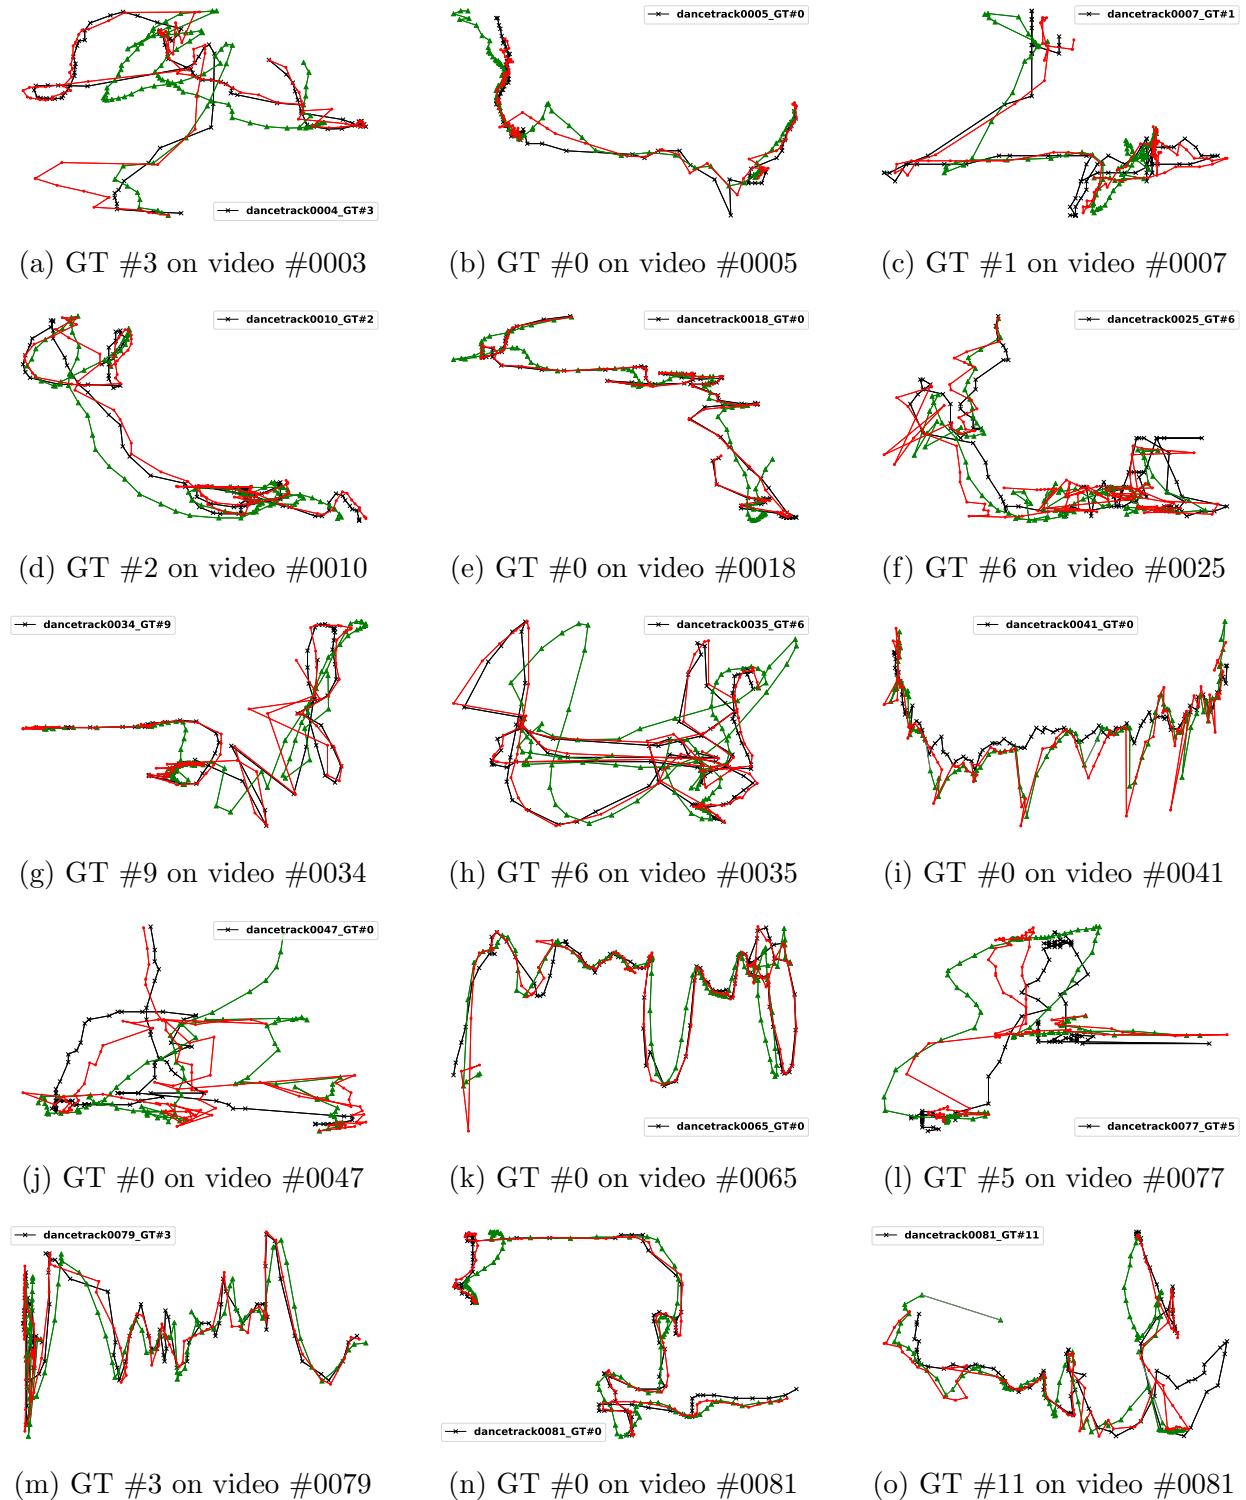 dancetrack0004_GT#3
dancetrack0005_GT#0
dancetrack0007_GT#1
(a) GT #3 on video #0003
(b) GT #0 on video #0005
(c) GT #1 on video #0007
dancetrack0010_GT#2
dancetrack0018_GT#0
dancetrack0025_GT#6
(d) GT #2 on video #0010
(e) GT #0 on video #0018
(f) GT #6 on video #0025
dancetrack0034_GT#9
dancetrack0035_GT#6
dancetrack0041_GT#0
(g) GT #9 on video #0034
(h) GT #6 on video #0035
(i) GT #0 on video #0041
dancetrack0047_GT#0
dancetrack0065_GT#0
dancetrack0077_GT#5
(j) GT #0 on video #0047
(k) GT #0 on video #0065
(l) GT #5 on video #0077
dancetrack0079_GT#3
dancetrack0081_GT#0
dancetrack0081_GT#11
(m) GT #3 on video #0079
(n) GT #0 on video #0081
(o) GT #11 on video #0081